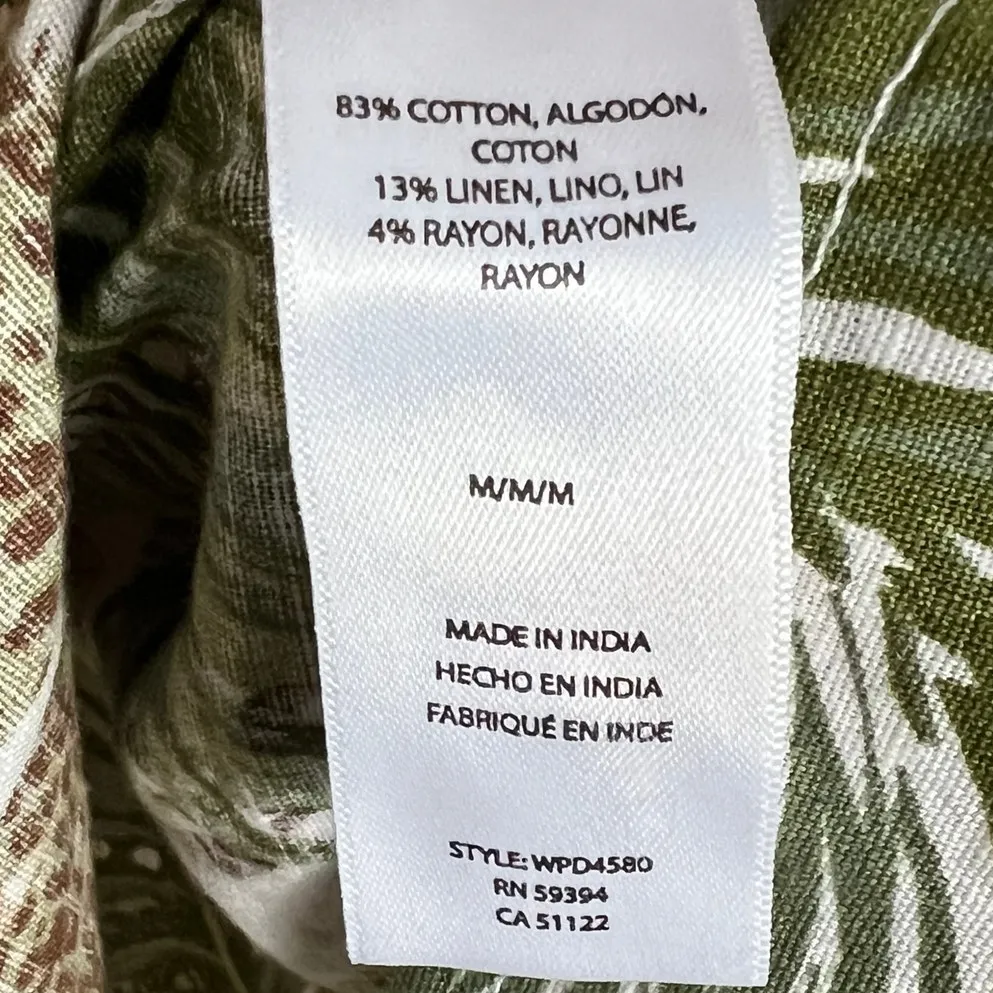 83% COTTON, ALGODÓN,
COTON
13% LINEN, LINO, LIN
4% RAYON, RAYONNE,
RAYON
M/M/M
MADE IN INDIA
HECHO EN INDIA
FABRIQUÉ EN INDE
STYLE: WPD4580
RN 59394
CA 51122